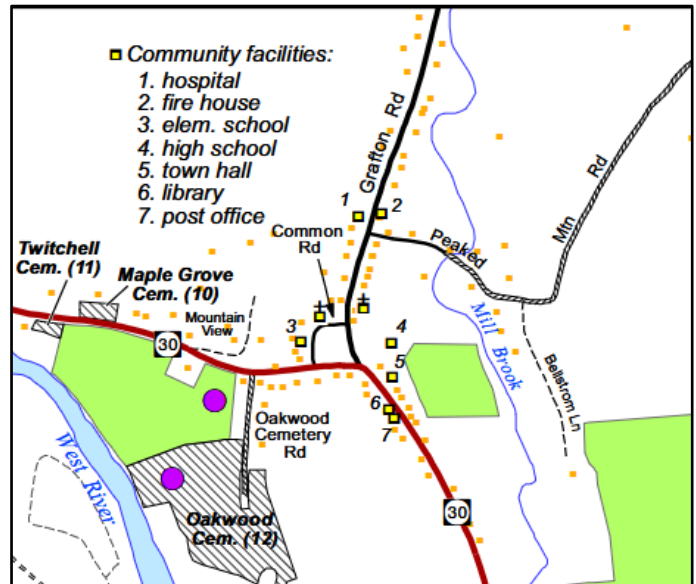 Community facilities:
1. hospital
2. fire house
3. elem. school
4. high school
5. town hall
6. library
7. post office
Grafton Rd
1
2
Common
Rd
Peaked Mtn Rd
Twitchell
Cem. (11)
Maple Grove
Cem. (10)
Mountain
View
30
3
4
5
6
7
Mill Brook
Bellstrom Ln
Oakwood
Cemetery
Rd
West River
Oakwood
Cem. (12)
30